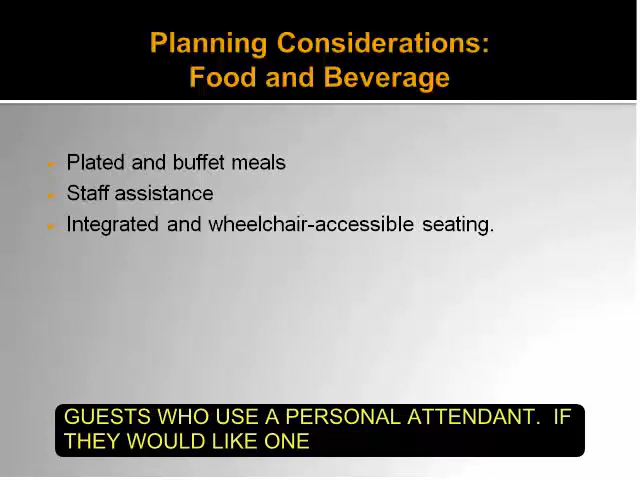 Planning Considerations:
Food and Beverage
Plated and buffet meals
Staff assistance
Integrated and wheelchair-accessible seating.
GUESTS WHO USE A PERSONAL ATTENDANT.  IF
THEY WOULD LIKE ONE